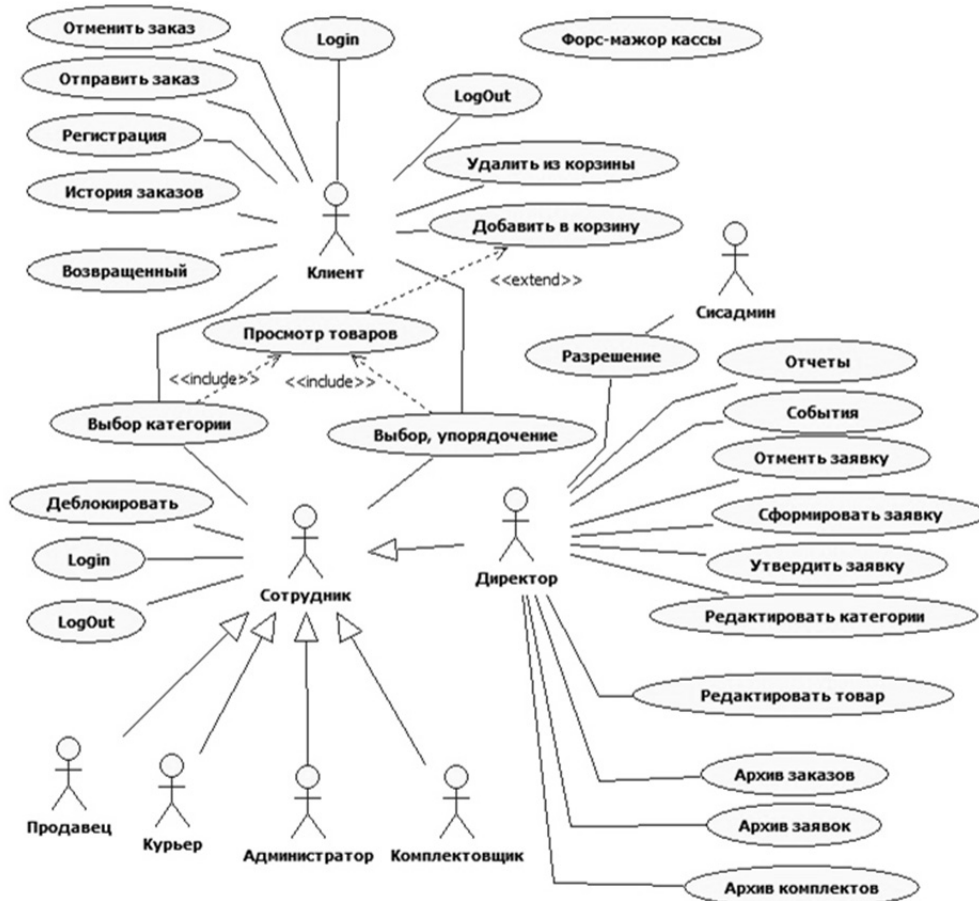 Отменить заказ
Login
Форс-мажор кассы
Отправить заказ
LogOut
Регистрация
Удалить из корзины
История заказов
Добавить в корзину
Возвращенный
Клиент
<<extend>>
Сисадмин
Просмотр товаров
Разрешение
Отчеты
<<include>>
<<include>>
События
Выбор категории
Выбор, упорядочение
Отменть заявку
Деблокировать
Сформировать заявку
Login
Утвердить заявку
Сотрудник
Директор
LogOut
Редактировать категории
Редактировать товар
Архив заказов
Продавец
Курьер
Администратор
Комплектовщик
Архив заявок
Архив комплектов